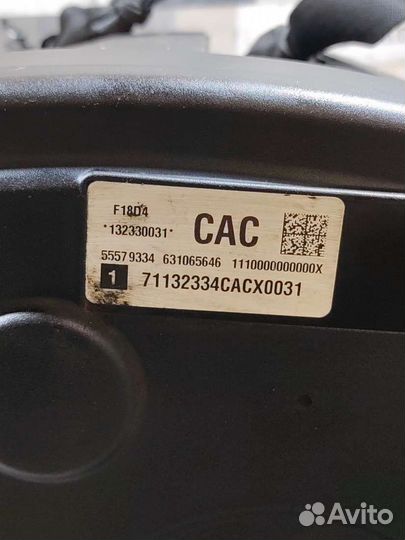 F18D4
*132330031*
CAC
55579334 631065646 1110000000000X
1 71132334CACX0031
Avito